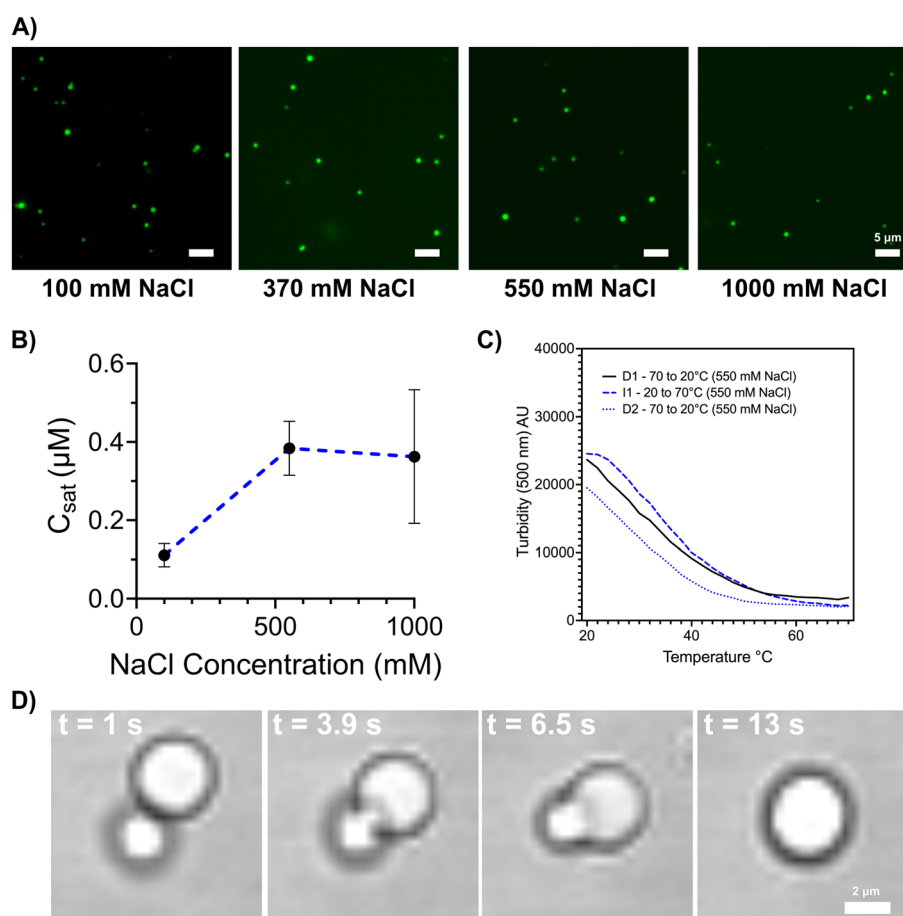 A)
5 µm
100 mM NaCl
370 mM NaCl
550 mM NaCl
1000 mM NaCl
B)
0.6
0.4
0.2
0.0
Csat (µM)
0
500
1000
NaCl Concentration (mM)
C)
40000
30000
20000
10000
0
Turbidity (500 nm) AU
D1 - 70 to 20°C (550 mM NaCl)
I1 - 20 to 70°C (550 mM NaCl)
D2 - 70 to 20°C (550 mM NaCl)
20
40
60
Temperature °C
D)
t = 1 s
t = 3.9 s
t = 6.5 s
t = 13 s
2 µm